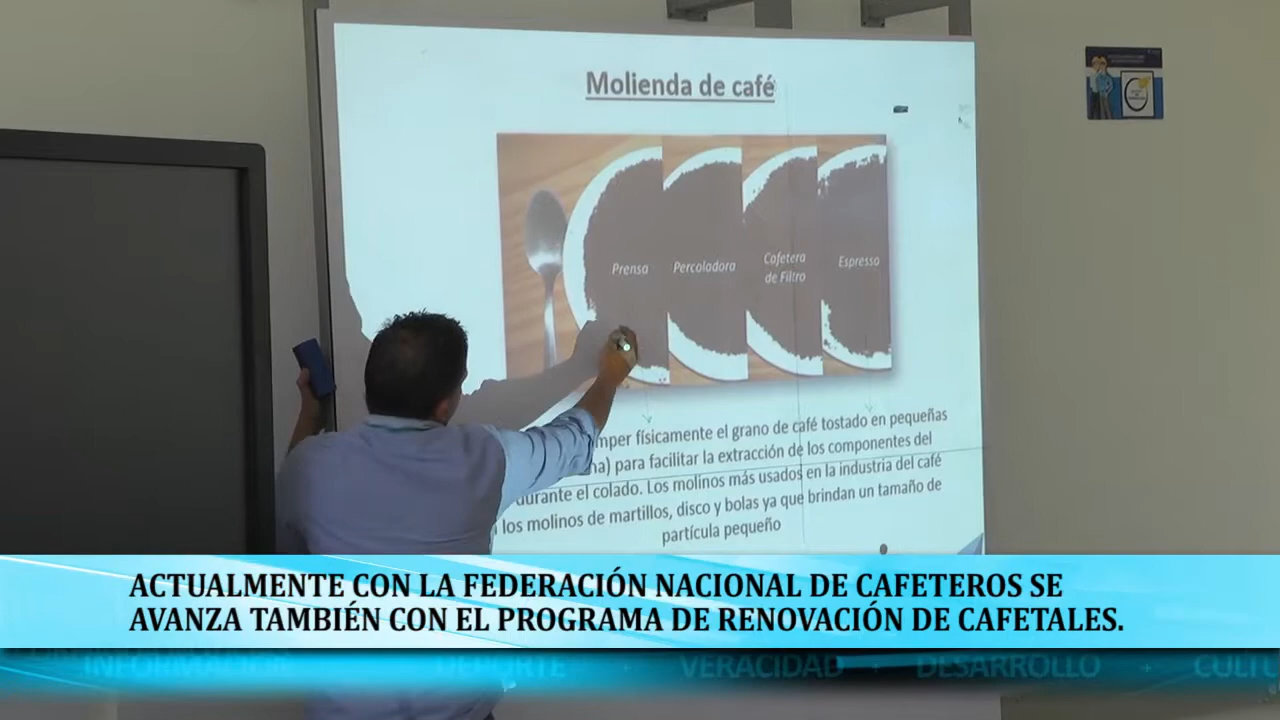 Molienda de café
Prensa
Percoladora
Cafetera
de Filtro
Espresso
físicamente el grano de café tostado en pequeñas
para facilitar la extracción de los componentes del
durante el colado. Los molinos más usados en la industria del café
los molinos de martillos, disco y bolas ya que brindan un tamaño de
partícula pequeño
ACTUALMENTE CON LA FEDERACIÓN NACIONAL DE CAFETEROS SE
AVANZA TAMBIÉN CON EL PROGRAMA DE RENOVACIÓN DE CAFETALES.
DEPORTE + VERACIDAD + DESARROLLO +